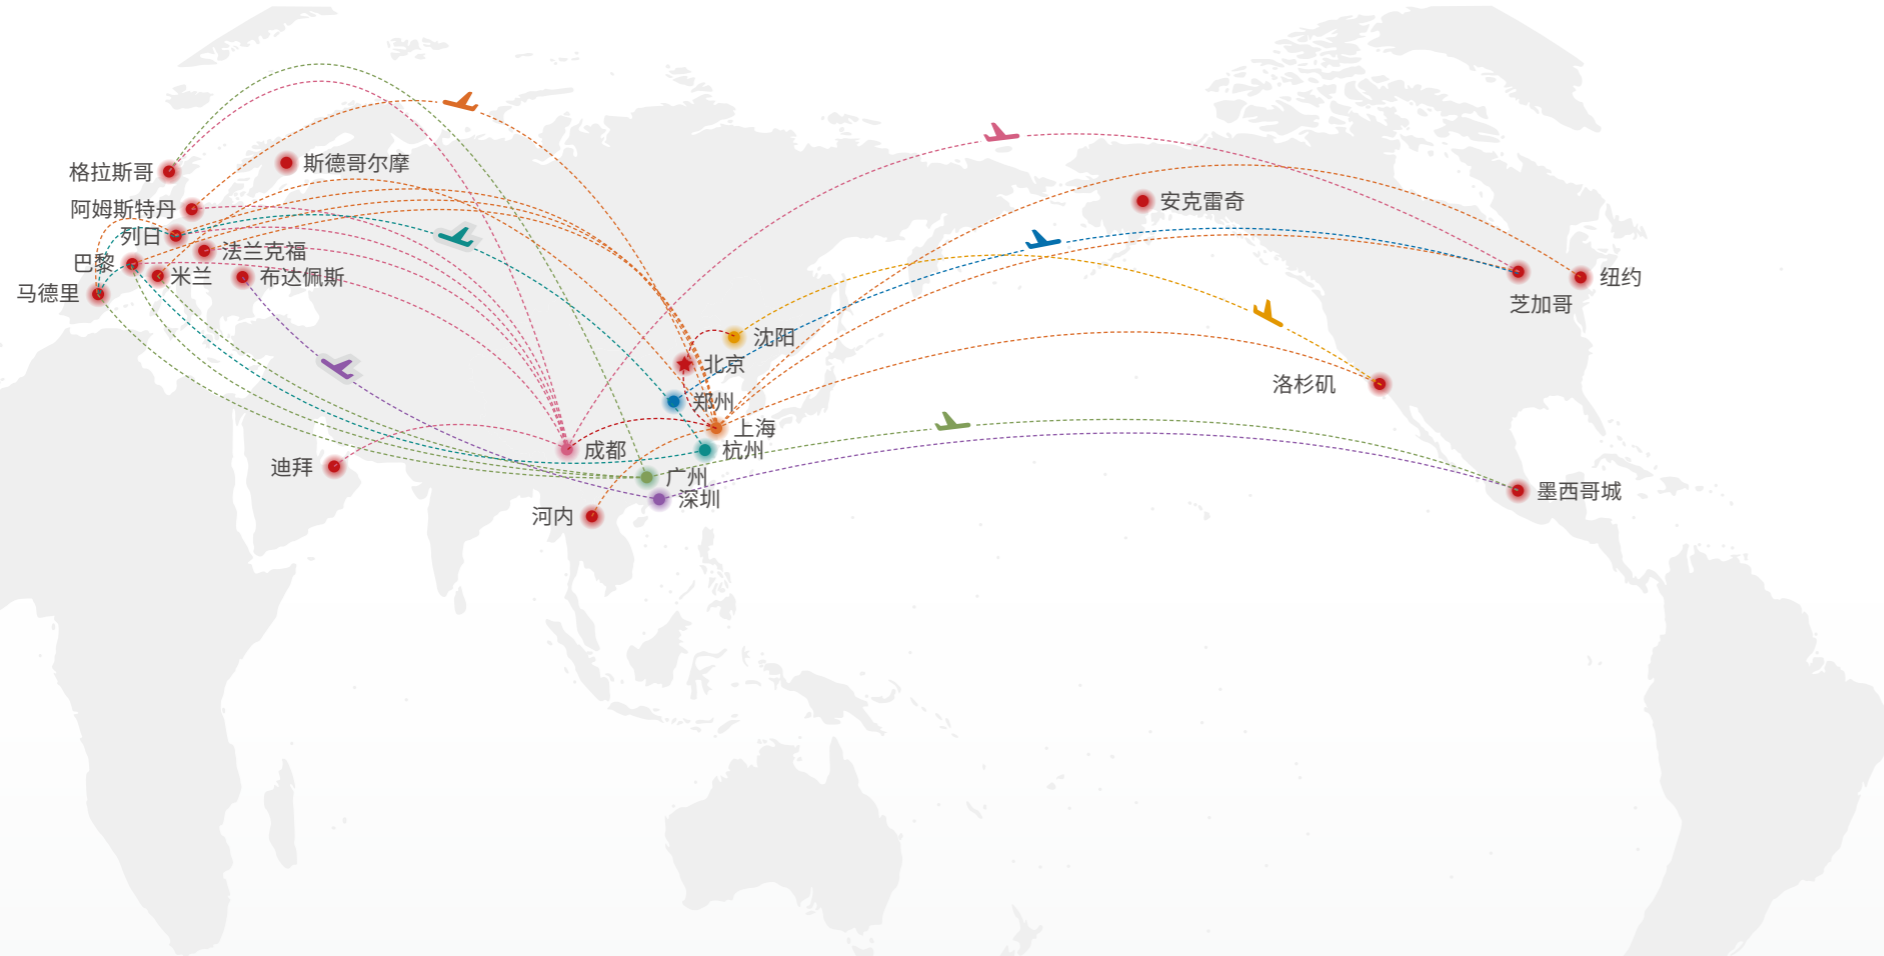 斯德哥尔摩
格拉斯哥
安克雷奇
阿姆斯特丹
列日
法兰克福
巴黎
米兰
布达佩斯
纽约
马德里
芝加哥
沈阳
北京
洛杉矶
郑州
上海
成都
杭州
迪拜
广州
墨西哥城
深圳
河内